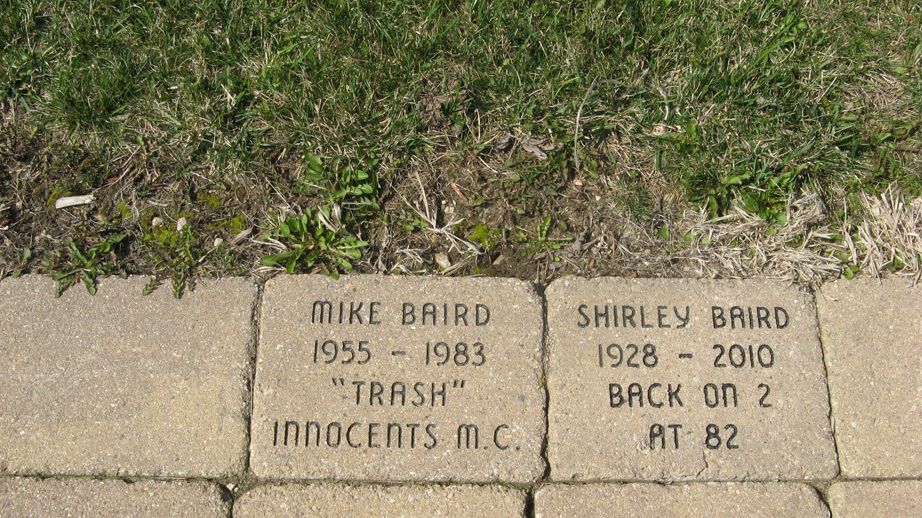 MIKE BAIRD
1955 - 1983
"TRASH"
INNOCENTS M.C.
SHIRLEY BAIRD
1928 - 2010
BACK ON 2
AT 82